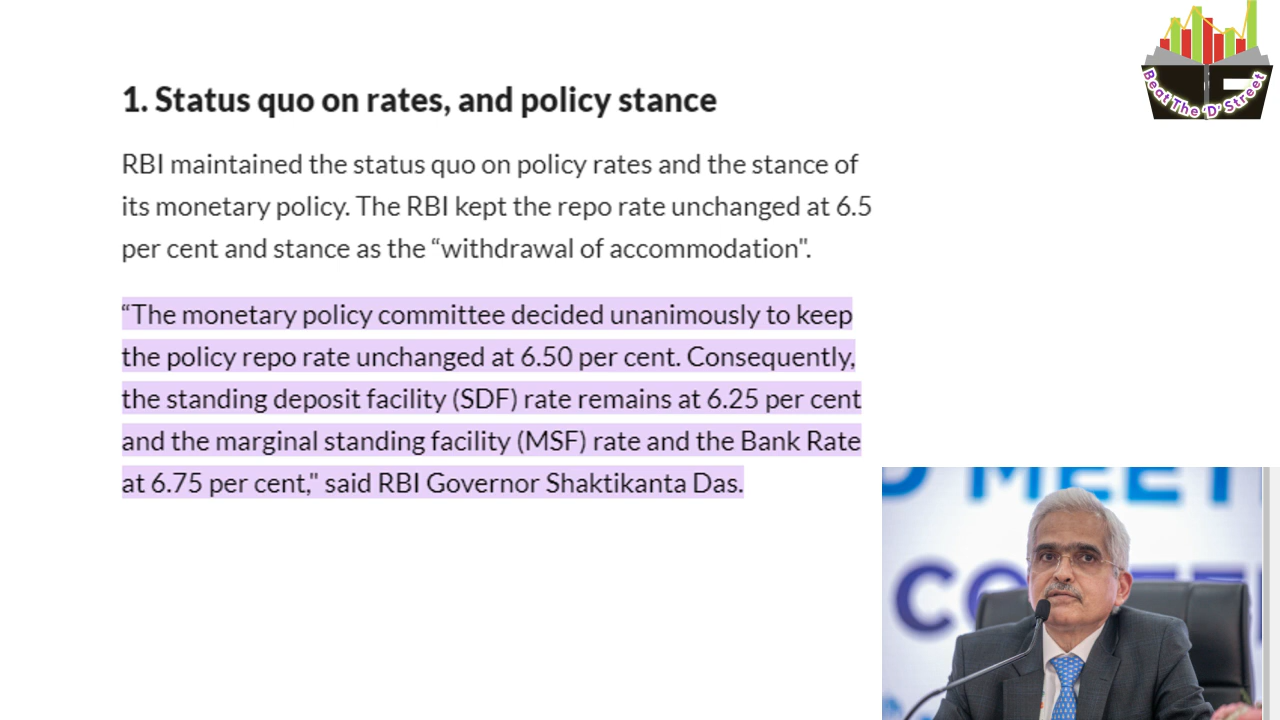 Beat The 'D' Street
1. Status quo on rates, and policy stance
RBI maintained the status quo on policy rates and the stance of
its monetary policy. The RBI kept the repo rate unchanged at 6.5
per cent and stance as the “withdrawal of accommodation".
“The monetary policy committee decided unanimously to keep
the policy repo rate unchanged at 6.50 per cent. Consequently,
the standing deposit facility (SDF) rate remains at 6.25 per cent
and the marginal standing facility (MSF) rate and the Bank Rate
at 6.75 per cent," said RBI Governor Shaktikanta Das.
MEET